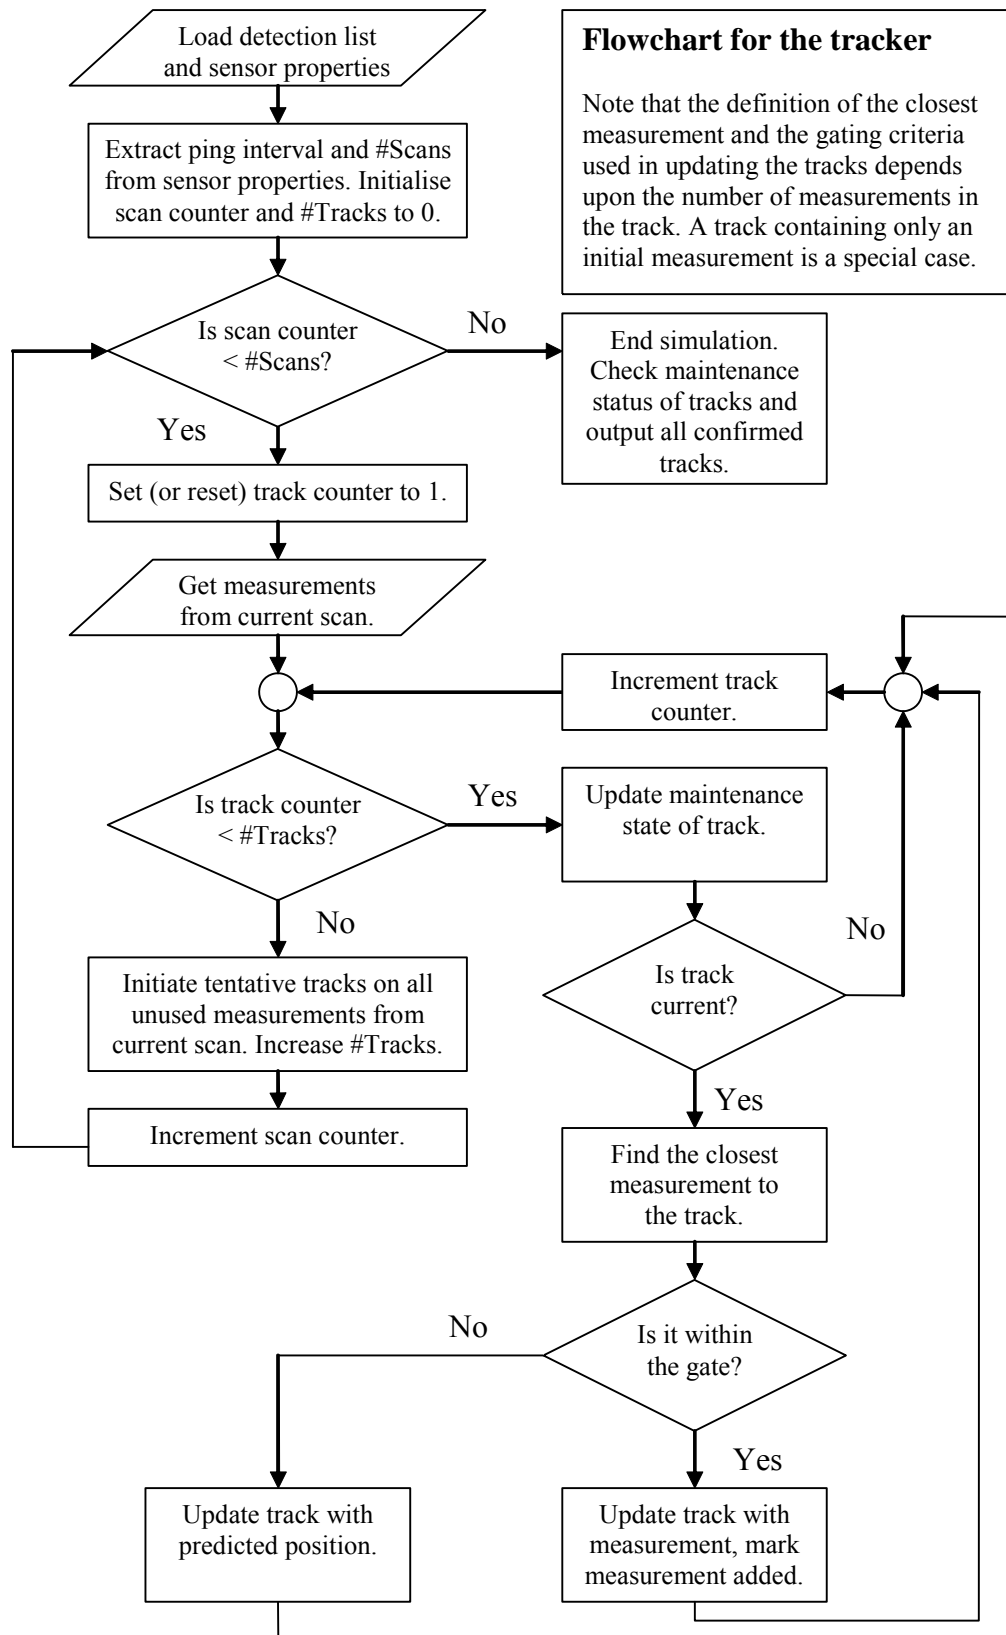 Load detection list
and sensor properties
Flowchart for the tracker
Note that the definition of the closest
measurement and the gating criteria
used in updating the tracks depends
upon the number of measurements in
the track. A track containing only an
initial measurement is a special case.
Extract ping interval and #Scans
from sensor properties. Initialise
scan counter and #Tracks to 0.
Is scan counter
< #Scans?
No
End simulation.
Check maintenance
status of tracks and
output all confirmed
tracks.
Yes
Set (or reset) track counter to 1.
Get measurements
from current scan.
Increment track
counter.
Is track counter
< #Tracks?
Yes
Update maintenance
state of track.
No
No
Is track
current?
Initiate tentative tracks on all
unused measurements from
current scan. Increase #Tracks.
Yes
Increment scan counter.
Find the closest
measurement to
the track.
No
Is it within
the gate?
Yes
Update track with
predicted position.
Update track with
measurement, mark
measurement added.